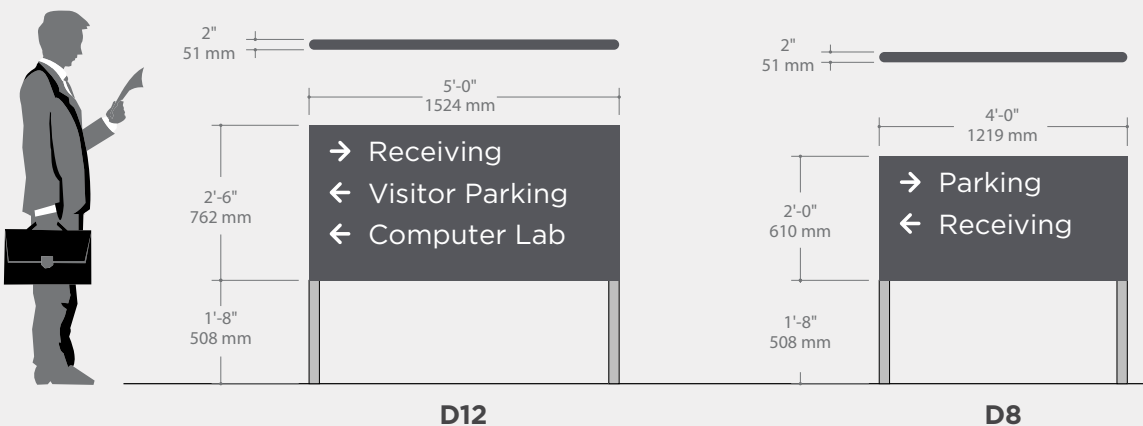 2"
51 mm
5'-0"
1524 mm
2'-6"
762 mm
→ Receiving
← Visitor Parking
← Computer Lab
1'-8"
508 mm
D12
2"
51 mm
4'-0"
1219 mm
2'-0"
610 mm
→ Parking
← Receiving
1'-8"
508 mm
D8